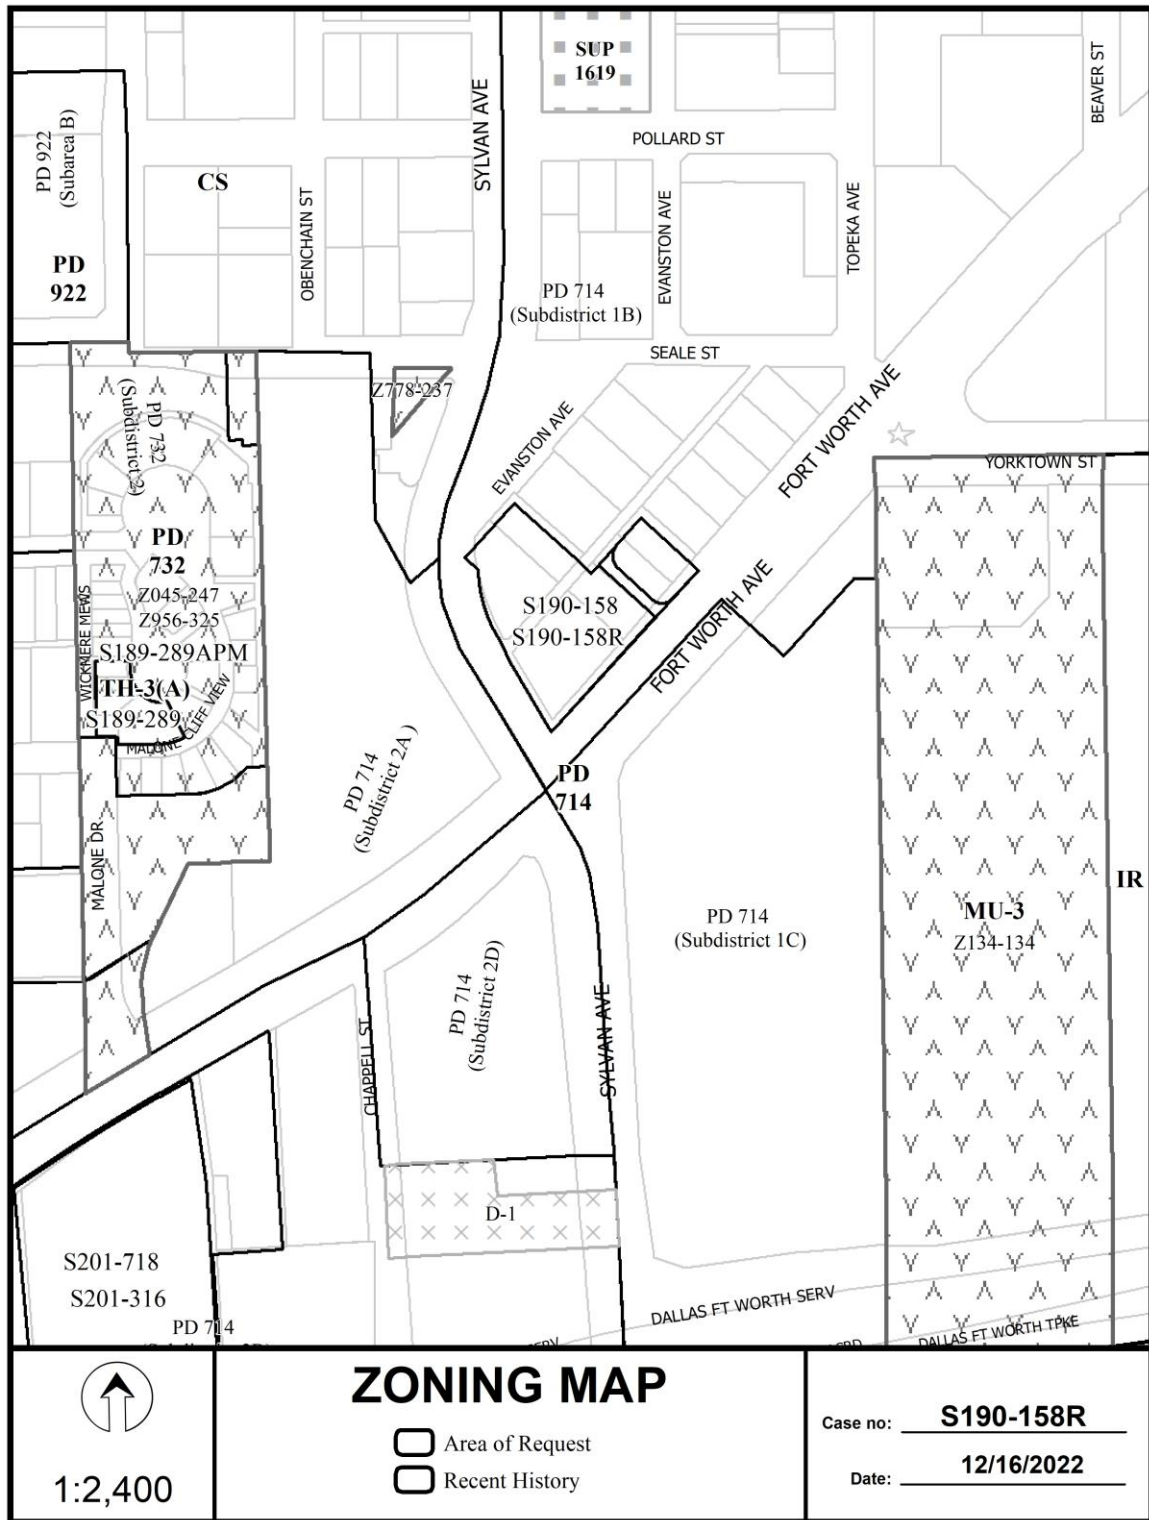 SUP
1619
BEAVER ST
SYLVAN AVE
POLLARD ST
PD 922
(Subarea B)
CS
OBENCHAIN ST
EVANSTON AVE
TOPEKA AVE
PD
922
PD 714
(Subdistrict 1B)
SEALE ST
Z778-237
PD 732
(Subdistrict 2)
EVANSTON AVE
FORT WORTH AVE
YORKTOWN ST
PD
732
Z045-247
Z956-325
S190-158
S190-158R
FORT WORTH AVE
WICKMERE MEWS
S189-289APM
TH-3(A)
S189-289
MALONE CLIFF VIEW
PD 714
(Subdistrict 2A )
PD
714
MALONE DR
PD 714
(Subdistrict 1C)
MU-3
Z134-134
IR
PD 714
(Subdistrict 2D)
SYLVAN AVE
CHAPPELL ST
D-1
S201-718
S201-316
PD 714
DALLAS FT WORTH SERV
DALLAS FT WORTH TPKE
1:2,400
ZONING MAP
Area of Request
Recent History
Case no: S190-158R
Date: 12/16/2022